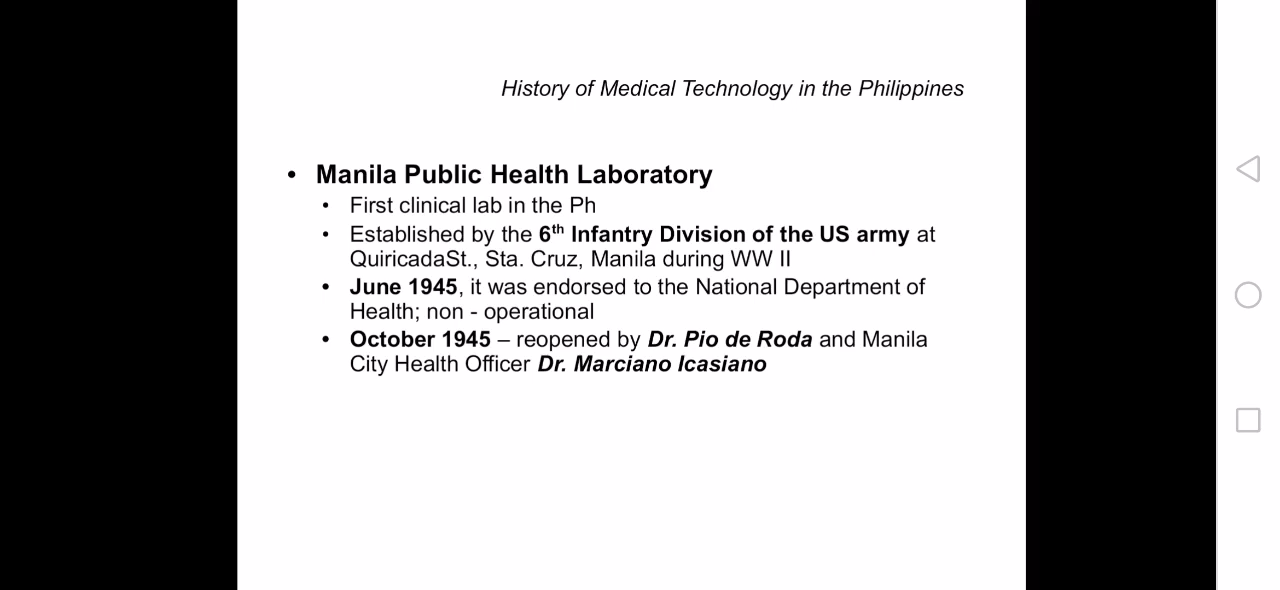 History of Medical Technology in the Philippines
• Manila Public Health Laboratory
• First clinical lab in the Ph
• Established by the 6th Infantry Division of the US army at
QuiricadaSt., Sta. Cruz, Manila during WW II
• June 1945, it was endorsed to the National Department of
Health; non - operational
• October 1945 – reopened by Dr. Pio de Roda and Manila
City Health Officer Dr. Marciano Icasiano